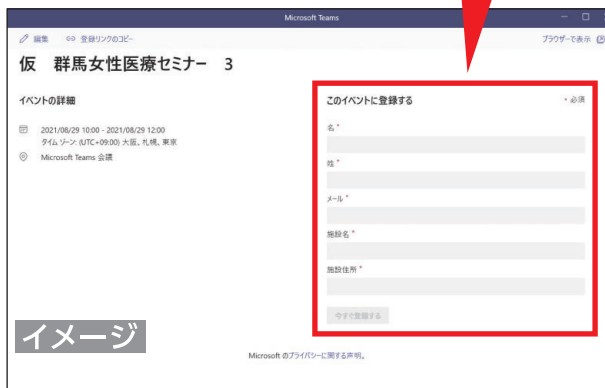 Microsoft Teams
編集 登録リンクのコピー ブラウザーで表示
仮 群馬女性医療セミナー 3
イベントの詳細
2021/08/29 10:00 - 2021/08/29 12:00
タイム ゾーン: (UTC+09:00) 大阪、札幌、東京
Microsoft Teams 会議
このイベントに登録する * 必須
名 *
姓 *
メール *
施設名 *
施設住所 *
今すぐ登録する
イメージ
Microsoft のプライバシーに関する声明。